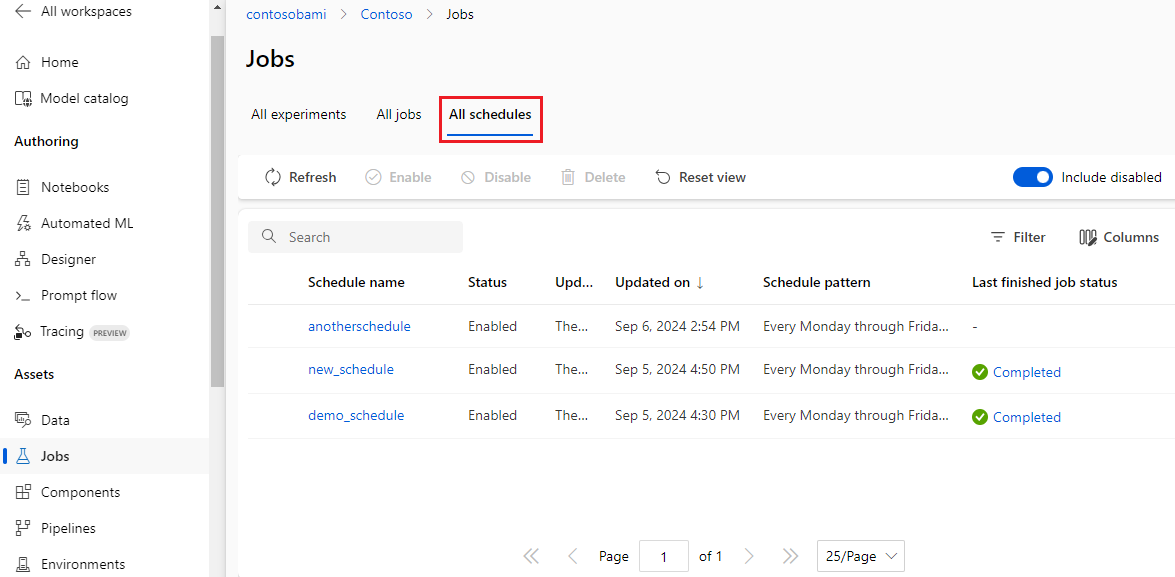 All workspaces
Home
Model catalog
Authoring
Notebooks
Automated ML
Designer
Prompt flow
Tracing PREVIEW
Assets
Data
Jobs
Components
Pipelines
Environments
contosobami > Contoso > Jobs
Jobs
All experiments All jobs All schedules
Refresh Enable Disable Delete Reset view Include disabled
Search Filter Columns
Schedule name Status Upd... Updated on ↓ Schedule pattern Last finished job status
anotherschedule Enabled The... Sep 6, 2024 2:54 PM Every Monday through Frida... -
new_schedule Enabled The... Sep 5, 2024 4:50 PM Every Monday through Frida... Completed
demo_schedule Enabled The... Sep 5, 2024 4:30 PM Every Monday through Frida... Completed
Page 1 of 1 25/Page